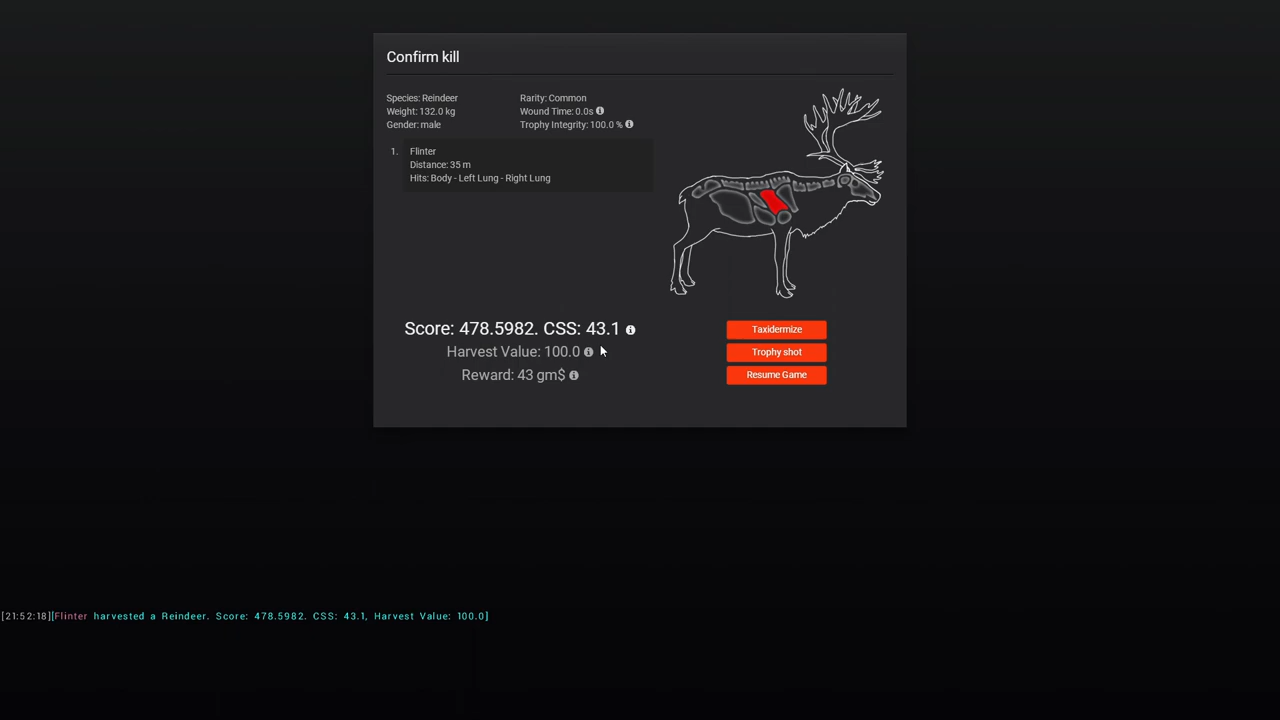 Confirm kill
Species: Reindeer
Weight: 132.0 kg
Gender: male
Rarity: Common
Wound Time: 0.0s
Trophy Integrity: 100.0 %
1. Flinter
Distance: 35 m
Hits: Body - Left Lung - Right Lung
Score: 478.5982. CSS: 43.1
Harvest Value: 100.0
Reward: 43 gm$
Taxidermize
Trophy shot
Resume Game
[21:52:18][Flinter harvested a Reindeer. Score: 478.5982. CSS: 43.1, Harvest Value: 100.0]